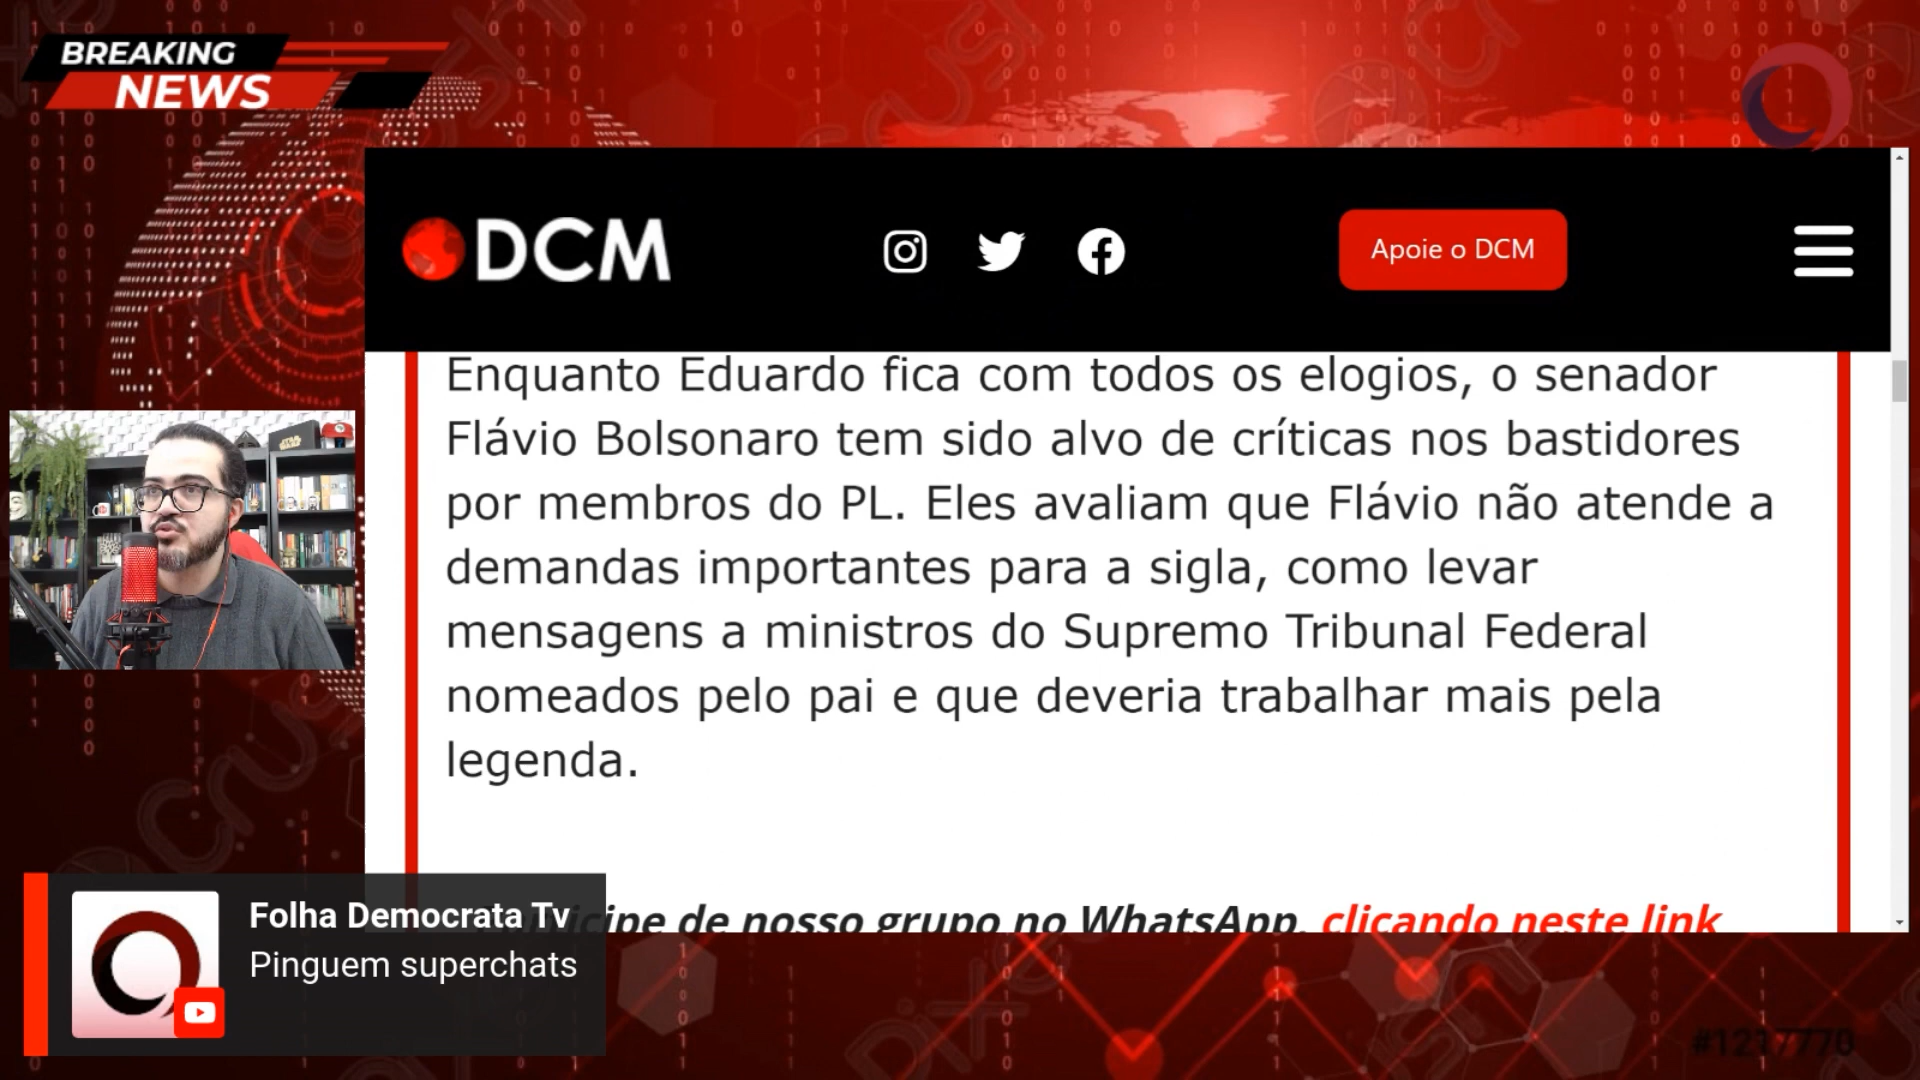 BREAKING
NEWS
DCM
Apoie o DCM
Enquanto Eduardo fica com todos os elogios, o senador
Flávio Bolsonaro tem sido alvo de críticas nos bastidores
por membros do PL. Eles avaliam que Flávio não atende a
demandas importantes para a sigla, como levar
mensagens a ministros do Supremo Tribunal Federal
nomeados pelo pai e que deveria trabalhar mais pela
legenda.
de nosso grupo no WhatsApp, clicando neste link
Folha Democrata Tv
Pinguem superchats
#1217770